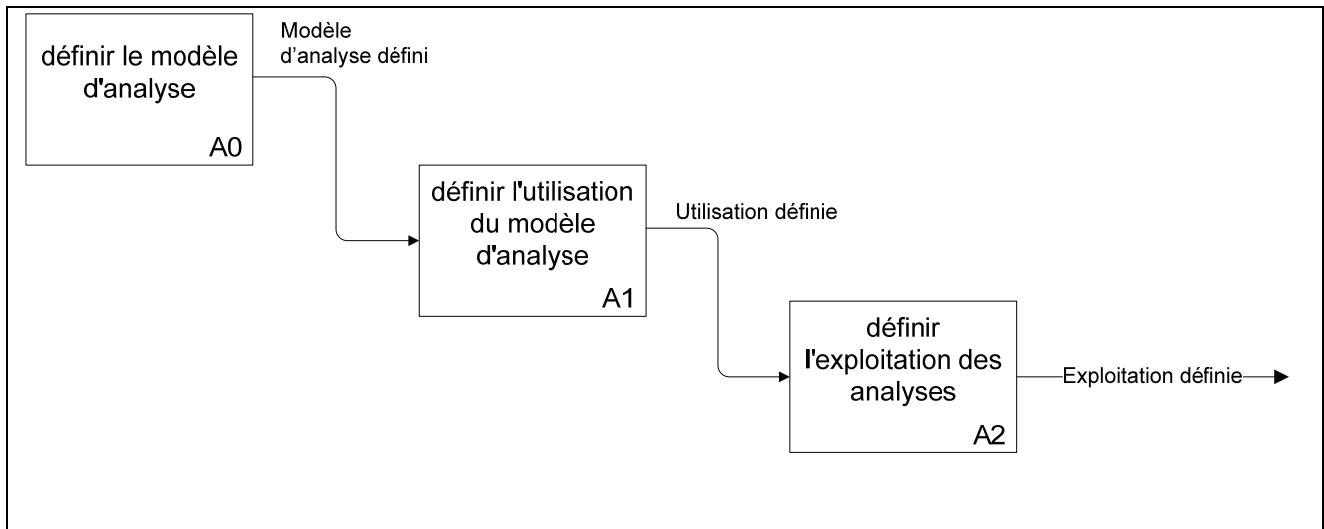 définir le modèle
d'analyse
A0
Modèle
d’analyse défini
définir l'utilisation
du modèle
d'analyse
A1
Utilisation définie
définir
l'exploitation des
analyses
A2
Exploitation définie